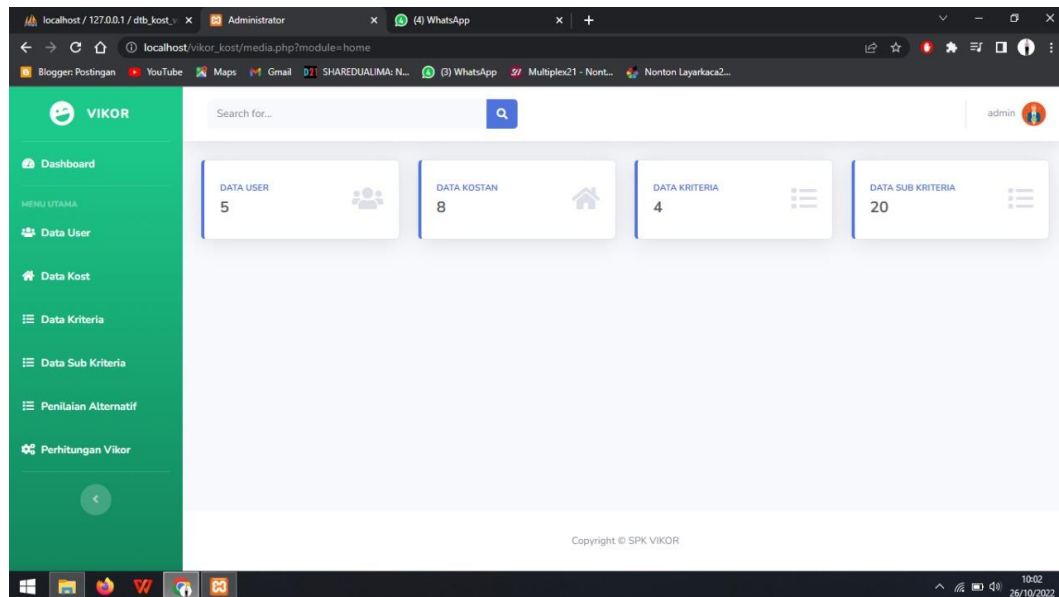 localhost / 127.0.0.1 / dtb_kost_v
Administrator
(4) WhatsApp
localhost/vikor_kost/media.php?module=home
Blogger: Postingan
YouTube
Maps
Gmail
D21 SHAREDUALIMA: N...
(3) WhatsApp
21 Multiplex21 - Nont...
Nonton Layarkaca2...
VIKOR
Search for...
admin
Dashboard
MENU UTAMA
Data User
Data Kost
Data Kriteria
Data Sub Kriteria
Penilaian Alternatif
Perhitungan Vikor
DATA USER
5
DATA KOSTAN
8
DATA KRITERIA
4
DATA SUB KRITERIA
20
Copyright © SPK VIKOR
10:02
26/10/2022